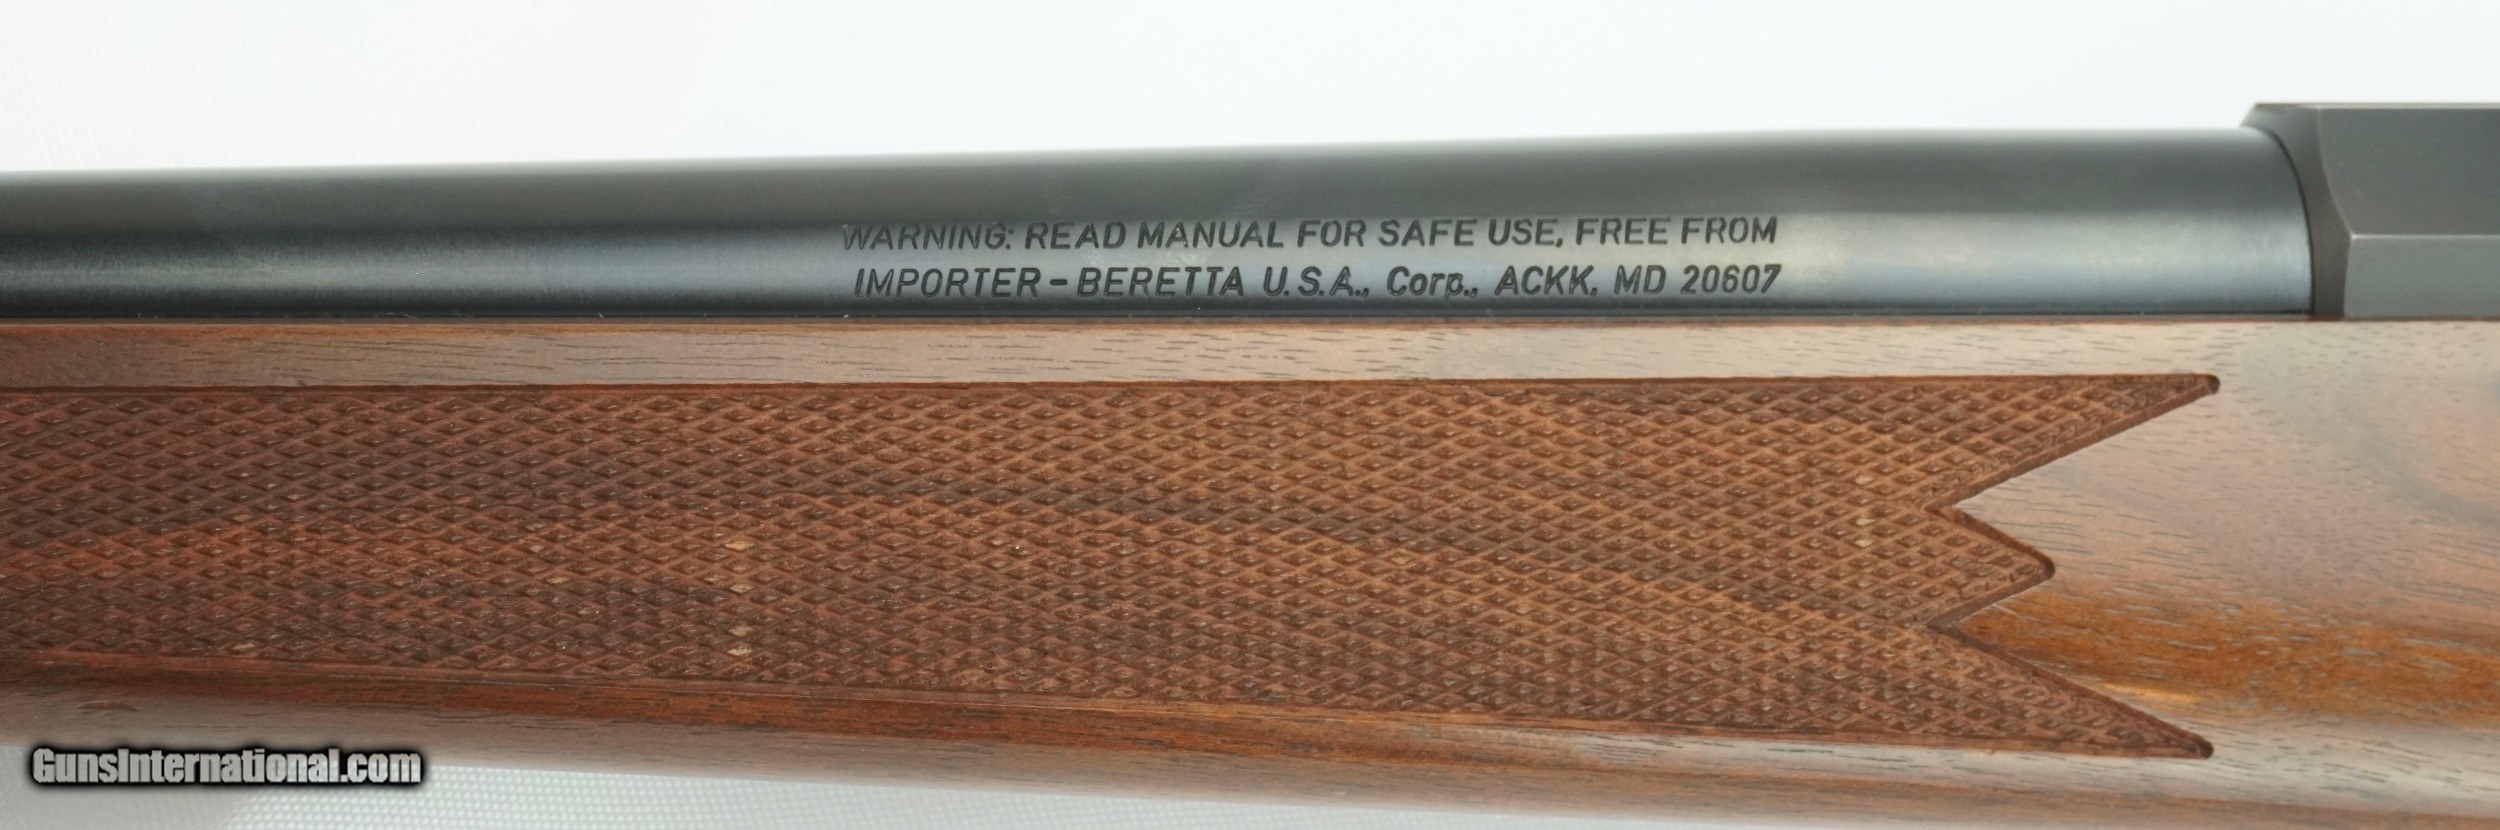 WARNING: READ MANUAL FOR SAFE USE, FREE FROM
IMPORTER - BERETTA U.S.A., Corp., ACKK, MD 20607
GunsInternational.com